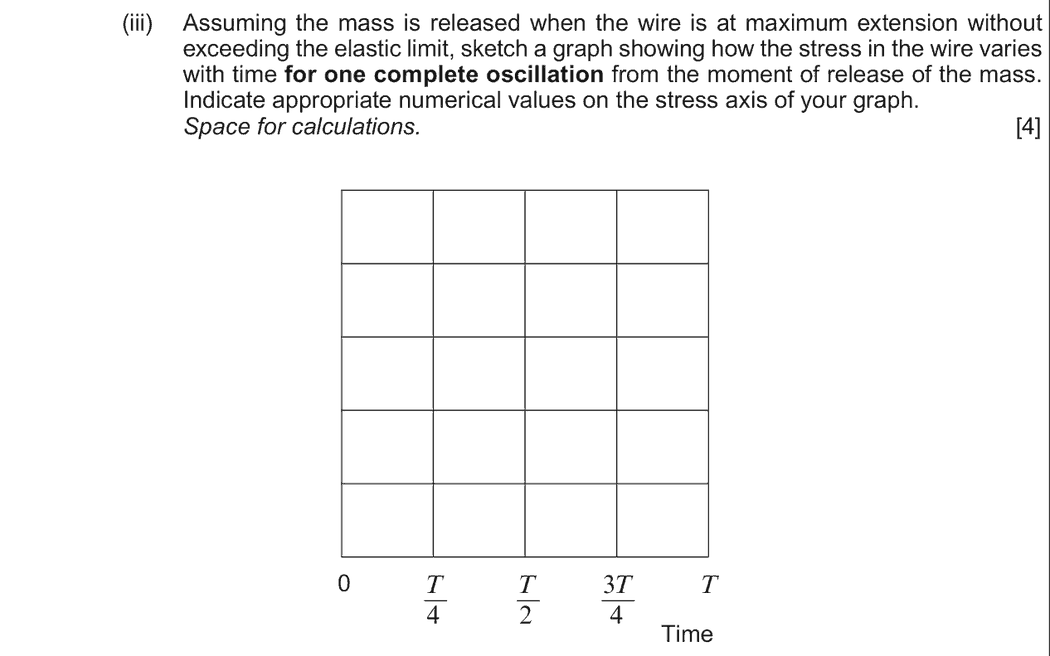 (iii) Assuming the mass is released when the wire is at maximum extension without
exceeding the elastic limit, sketch a graph showing how the stress in the wire varies
with time for one complete oscillation from the moment of release of the mass.
Indicate appropriate numerical values on the stress axis of your graph.
Space for calculations. [4]
0 T/4 T/2 3T/4 T
Time